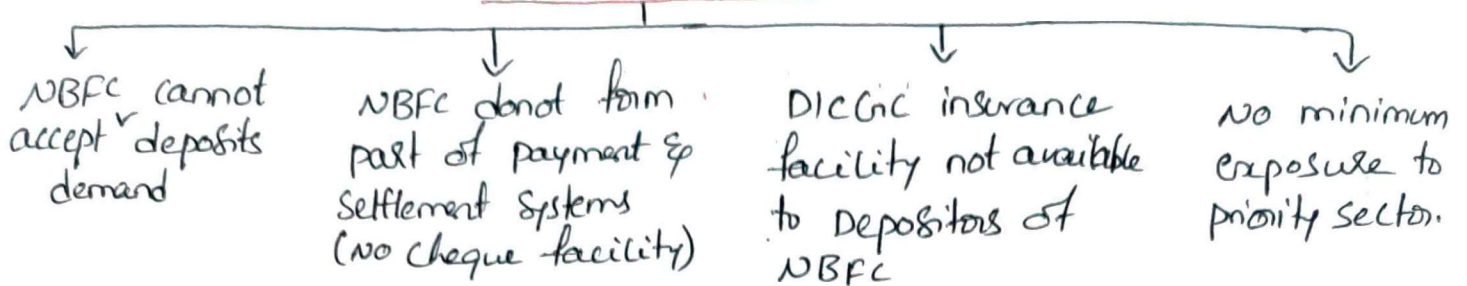 NBFC cannot
accept ˅ deposits
demand
NBFC donot form
part of payment &
Settlement Systems
(No Cheque facility)
DICGC insurance
facility not available
to Depositors of
NBFC
No minimum
exposure to
priority sector.